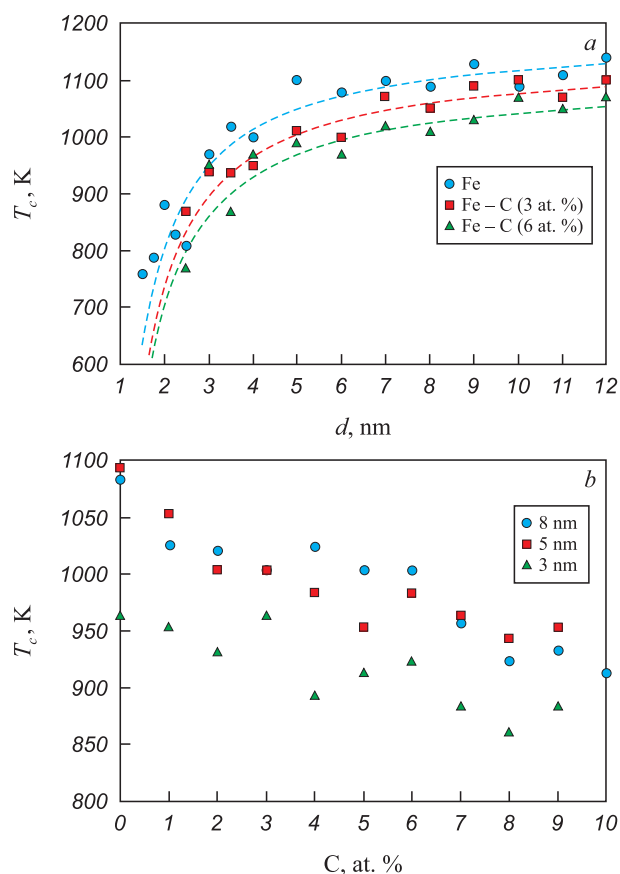 1200
a
1100
1000
T_c, K
900
Fe
Fe – C (3 at. %)
800
Fe – C (6 at. %)
700
600
1 2 3 4 5 6 7 8 9 10 11 12
d, nm
1100
b
1050
8 nm
5 nm
3 nm
1000
T_c, K
950
900
850
800
0 1 2 3 4 5 6 7 8 9 10
C, at. %